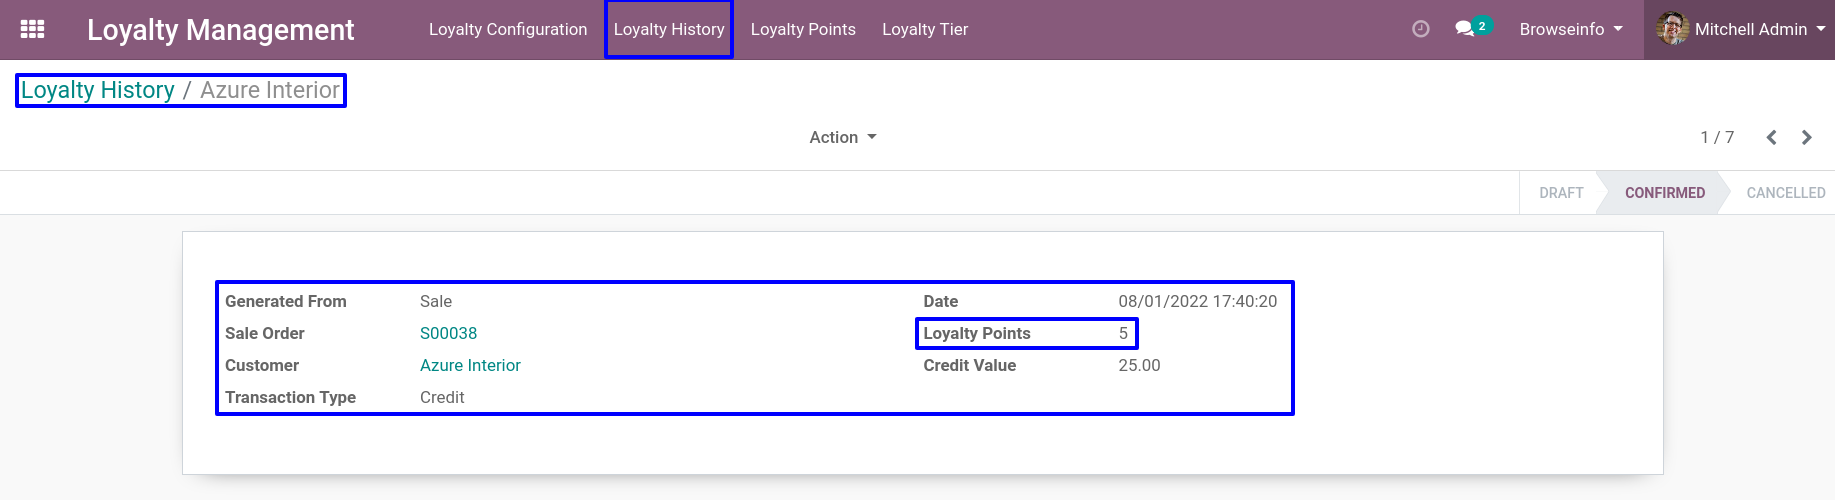 Loyalty Management Loyalty Configuration Loyalty History Loyalty Points Loyalty Tier 2 Browseinfo Mitchell Admin
Loyalty History / Azure Interior
Action 1 / 7
DRAFT CONFIRMED CANCELLED
Generated From Sale Date 08/01/2022 17:40:20
Sale Order S00038 Loyalty Points 5
Customer Azure Interior Credit Value 25.00
Transaction Type Credit